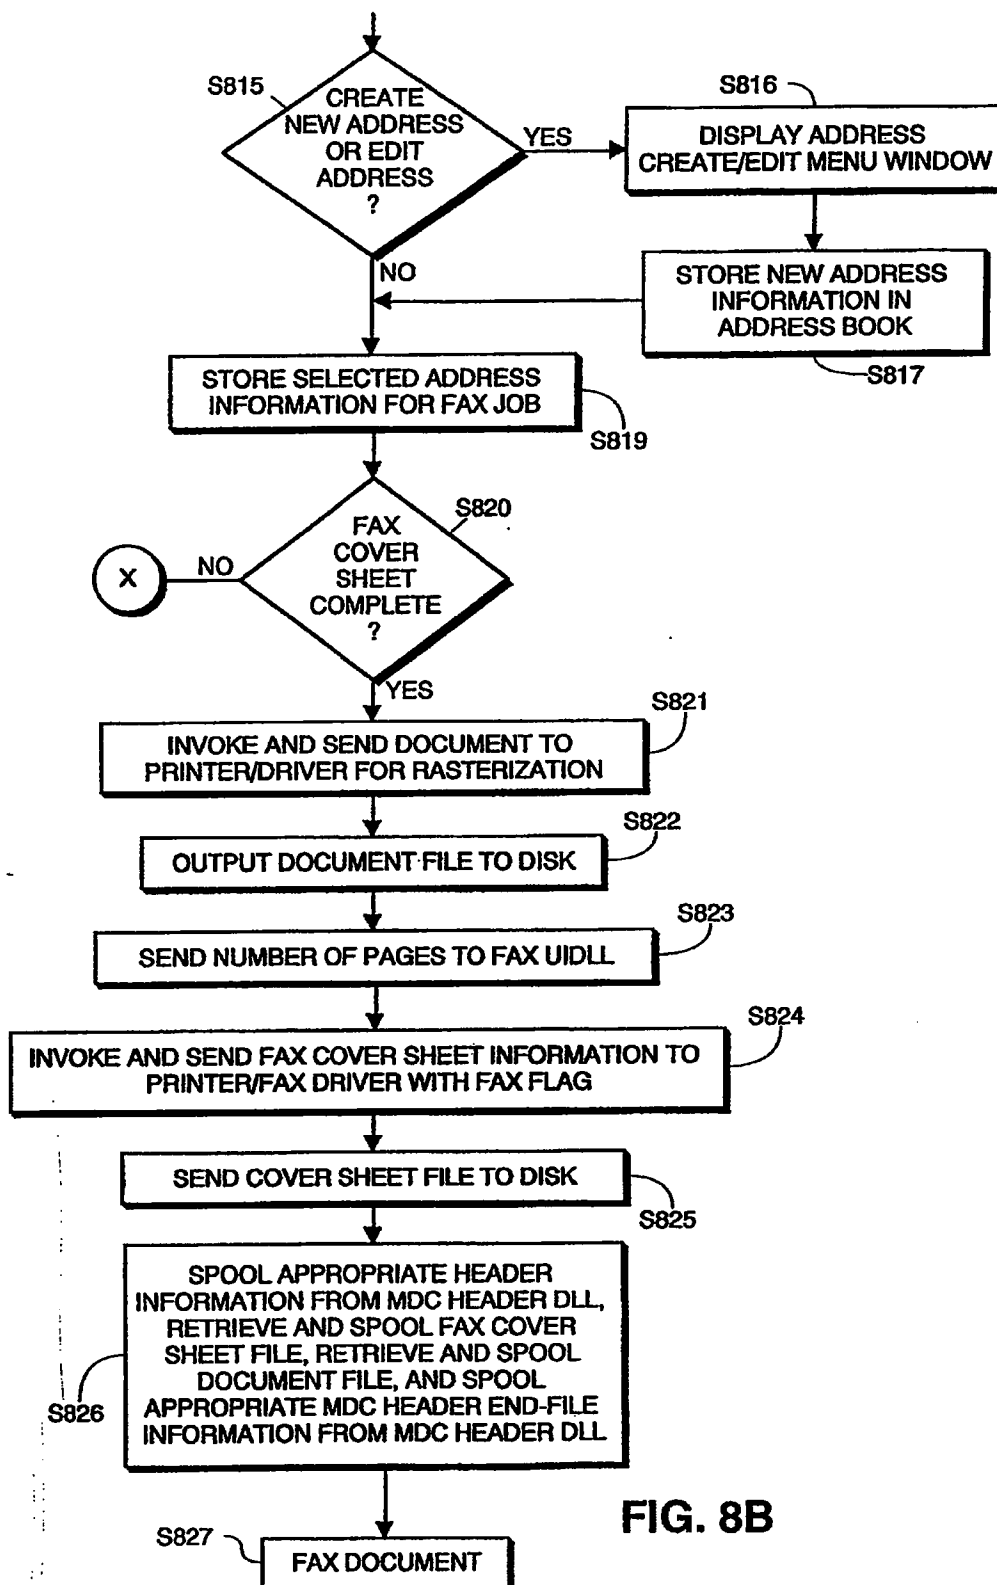 S815
CREATE
NEW ADDRESS
OR EDIT
ADDRESS
?
YES
S816
DISPLAY ADDRESS
CREATE/EDIT MENU WINDOW
NO
STORE NEW ADDRESS
INFORMATION IN
ADDRESS BOOK
S817
STORE SELECTED ADDRESS
INFORMATION FOR FAX JOB
S819
S820
FAX
COVER
SHEET
COMPLETE
?
NO
X
YES
S821
INVOKE AND SEND DOCUMENT TO
PRINTER/DRIVER FOR RASTERIZATION
S822
OUTPUT DOCUMENT FILE TO DISK
S823
SEND NUMBER OF PAGES TO FAX UIDLL
S824
INVOKE AND SEND FAX COVER SHEET INFORMATION TO
PRINTER/FAX DRIVER WITH FAX FLAG
SEND COVER SHEET FILE TO DISK
S825
SPOOL APPROPRIATE HEADER
INFORMATION FROM MDC HEADER DLL,
RETRIEVE AND SPOOL FAX COVER
SHEET FILE, RETRIEVE AND SPOOL
DOCUMENT FILE, AND SPOOL
APPROPRIATE MDC HEADER END-FILE
INFORMATION FROM MDC HEADER DLL
S826
S827
FAX DOCUMENT
FIG. 8B